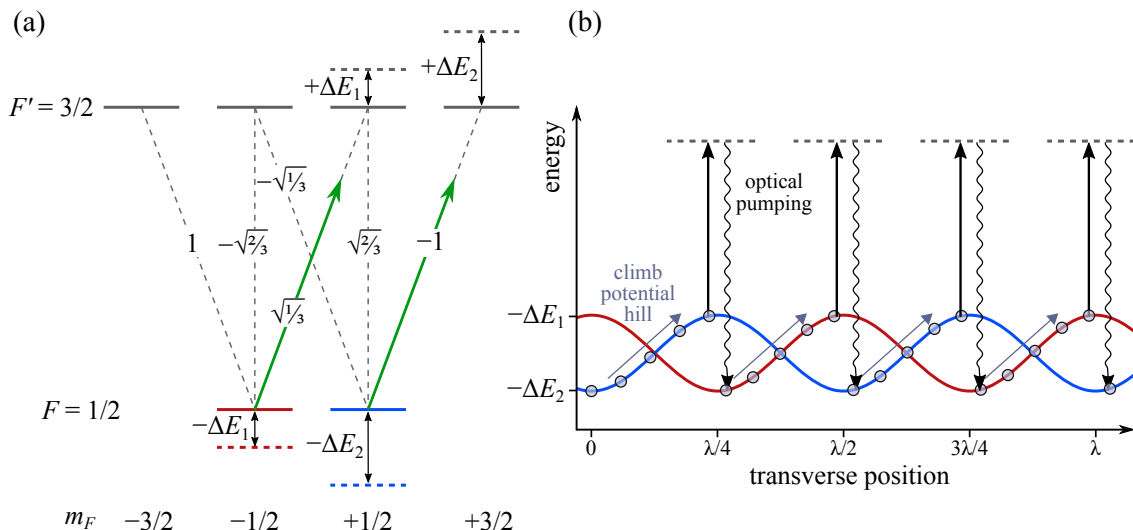 (a)
+ΔE₂
+ΔE₁
F' = 3/2
−√⅓
1
−√⅔
√⅔
−1
√⅓
F = 1/2
−ΔE₁
−ΔE₂
m_F −3/2 −1/2 +1/2 +3/2
(b)
energy
optical
pumping
climb
potential
hill
−ΔE₁
−ΔE₂
0 λ/4 λ/2 3λ/4 λ
transverse position